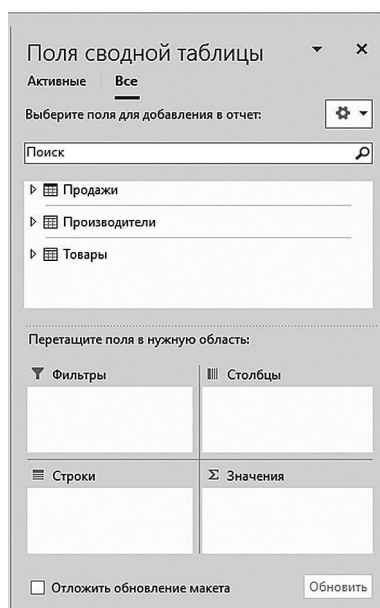 Поля сводной таблицы
Активные Все
Выберите поля для добавления в отчет:
Поиск
Продажи
Производители
Товары
Перетащите поля в нужную область:
Фильтры
Столбцы
Строки
Σ Значения
Отложить обновление макета
Обновить